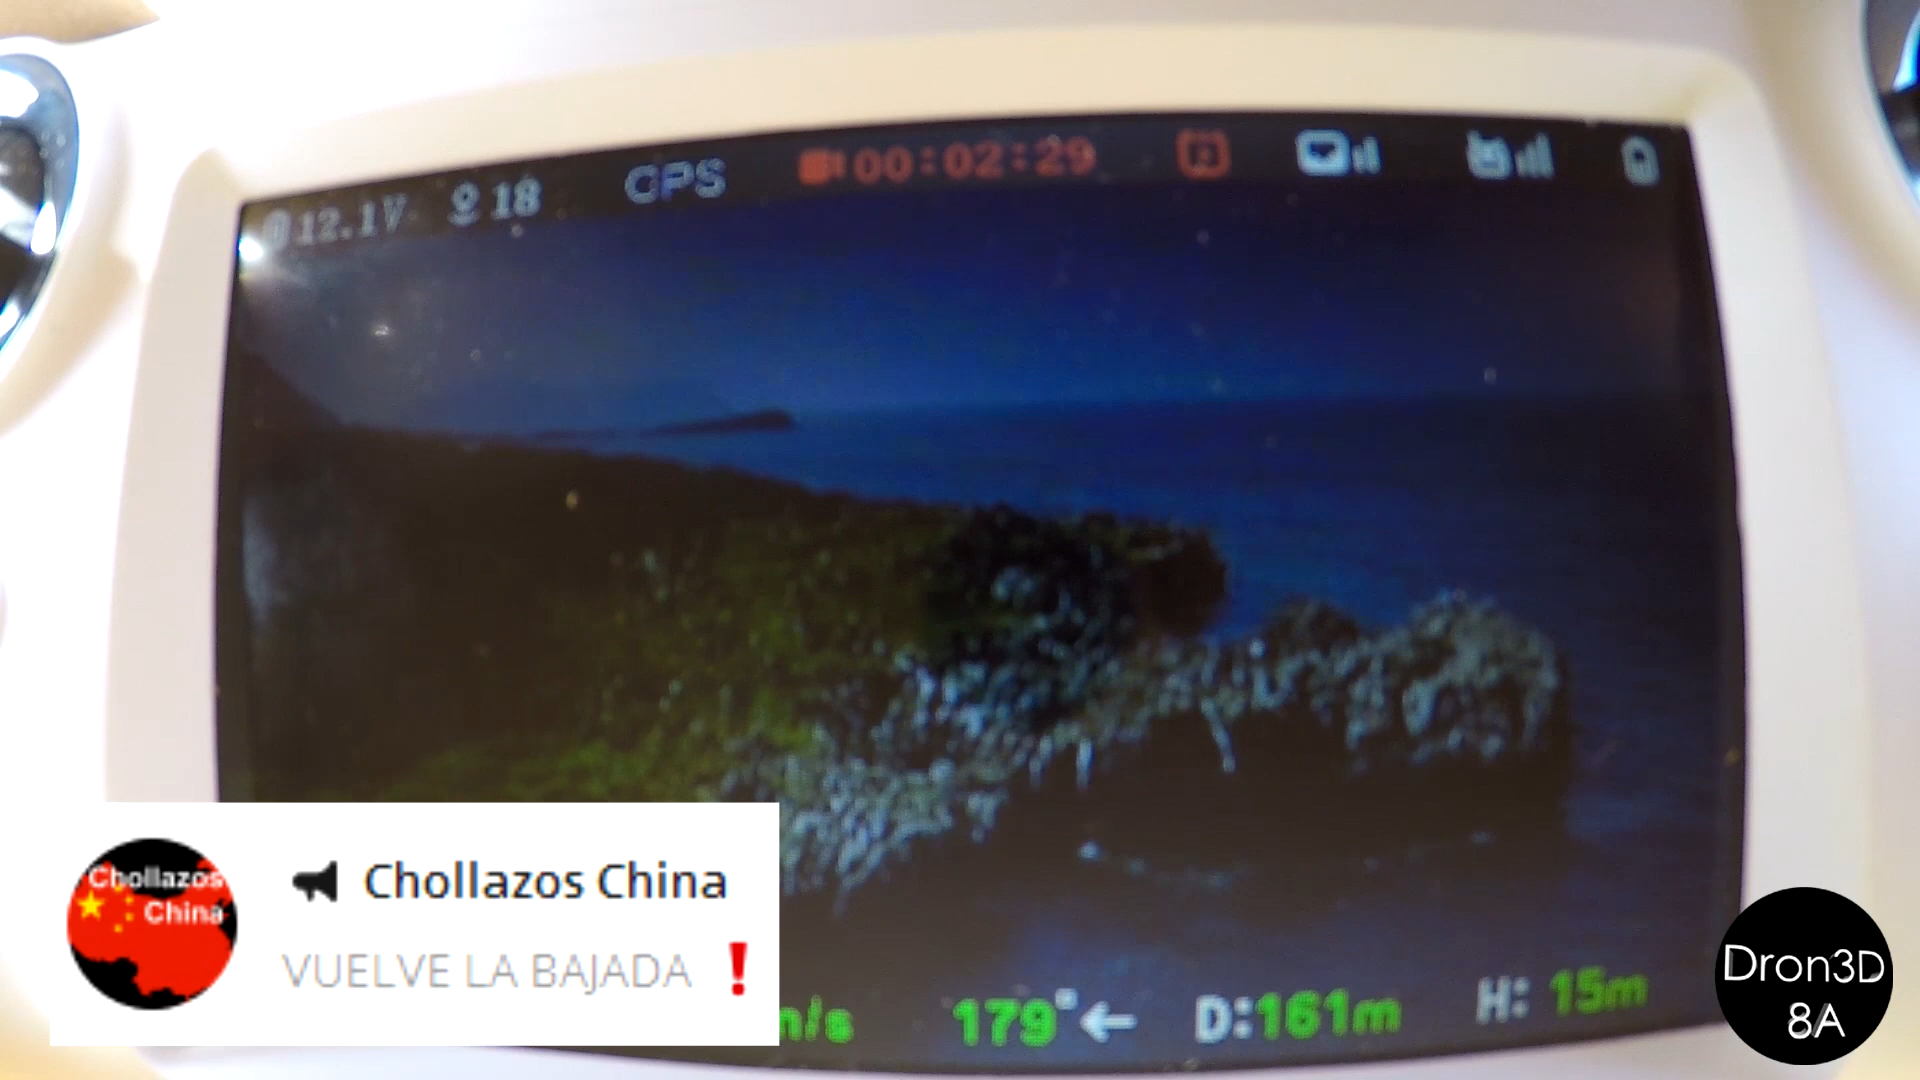 12.1V 18 GPS 00:02:29
m/s 179°← D:161m H: 15m
Chollazos China
Chollazos China
VUELVE LA BAJADA ❗
Dron3D
8A